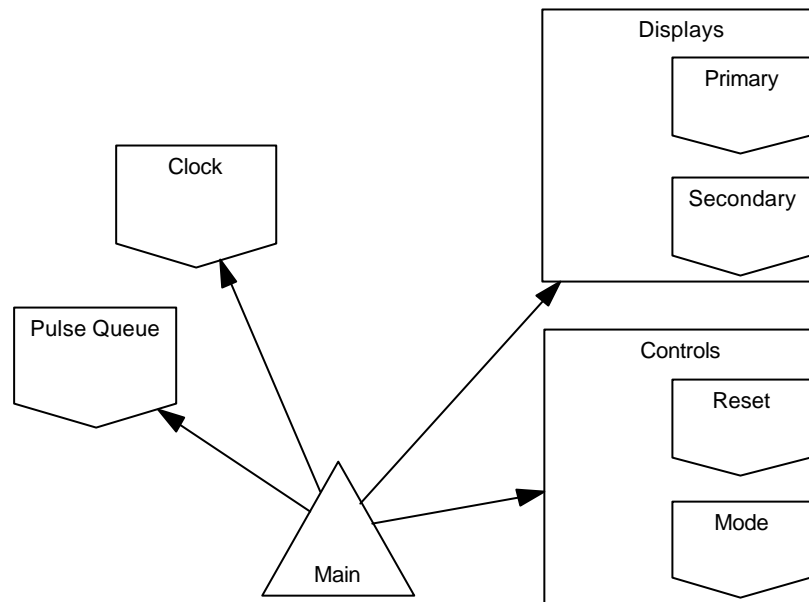 Displays
Primary
Clock
Secondary
Pulse Queue
Controls
Reset
Mode
Main